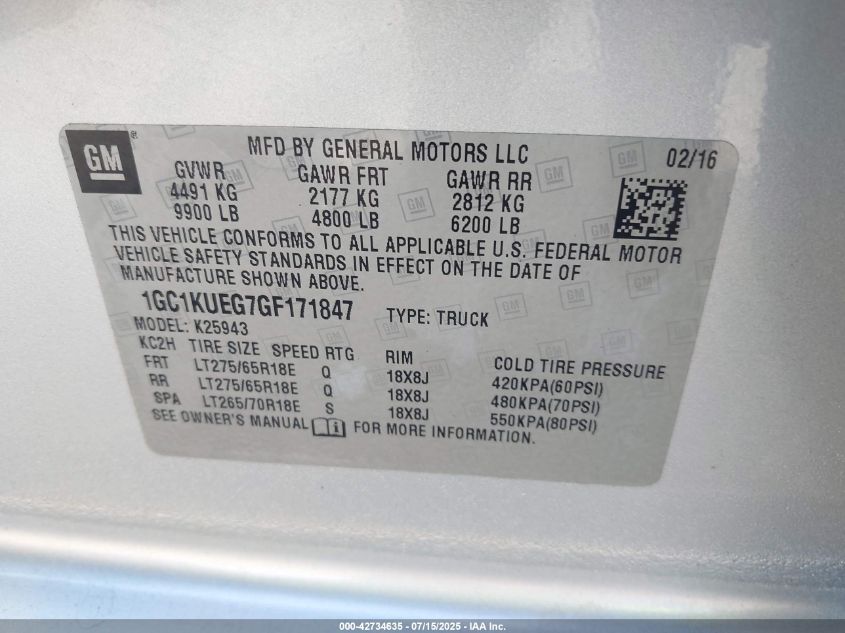 GM
MFD BY GENERAL MOTORS LLC 02/16
GVWR GAWR FRT GAWR RR
4491 KG 2177 KG 2812 KG
9900 LB 4800 LB 6200 LB
THIS VEHICLE CONFORMS TO ALL APPLICABLE U.S. FEDERAL MOTOR
VEHICLE SAFETY STANDARDS IN EFFECT ON THE DATE OF
MANUFACTURE SHOWN ABOVE.
1GC1KUEG7GF171847 TYPE: TRUCK
MODEL: K25943
KC2H TIRE SIZE SPEED RTG RIM COLD TIRE PRESSURE
FRT LT275/65R18E Q 18X8J 420KPA(60PSI)
RR LT275/65R18E Q 18X8J 480KPA(70PSI)
SPA LT265/70R18E S 18X8J 550KPA(80PSI)
SEE OWNER'S MANUAL FOR MORE INFORMATION.
000-42734635 - 07/15/2025 - IAA Inc.